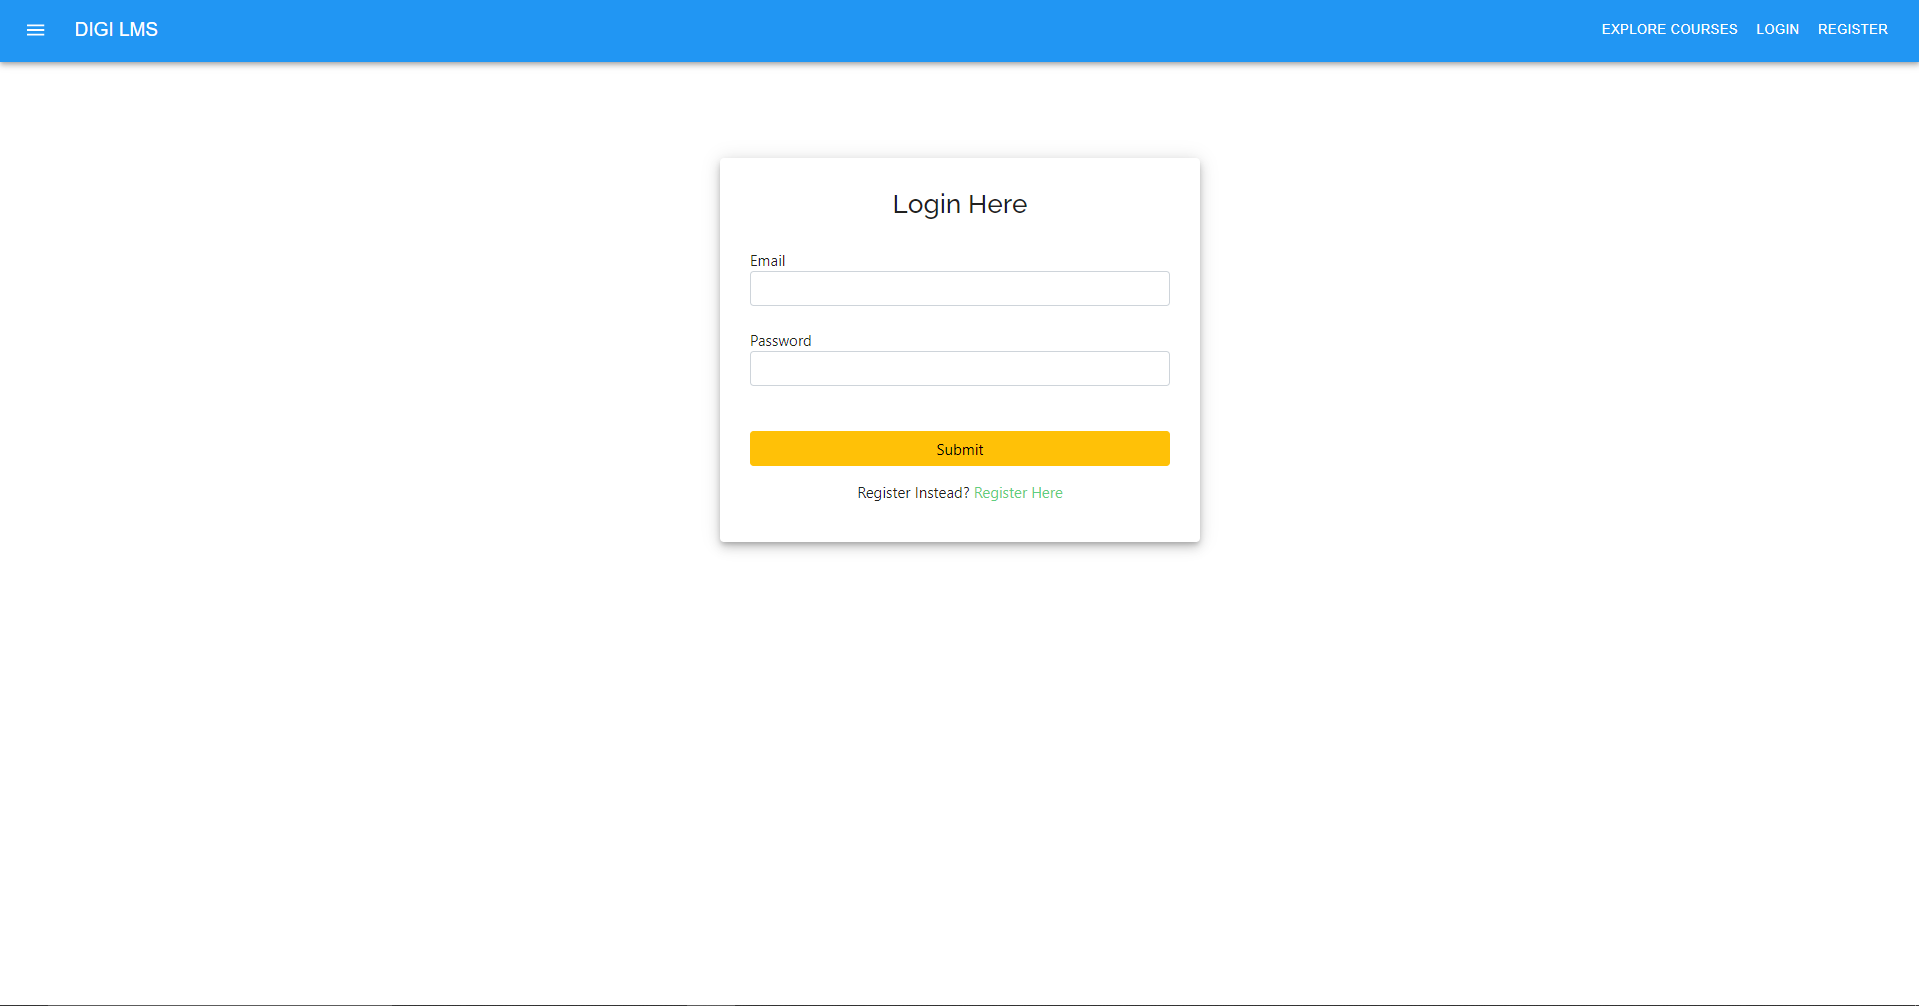 DIGI LMS
EXPLORE COURSES LOGIN REGISTER
Login Here
Email
Password
Submit
Register Instead? Register Here